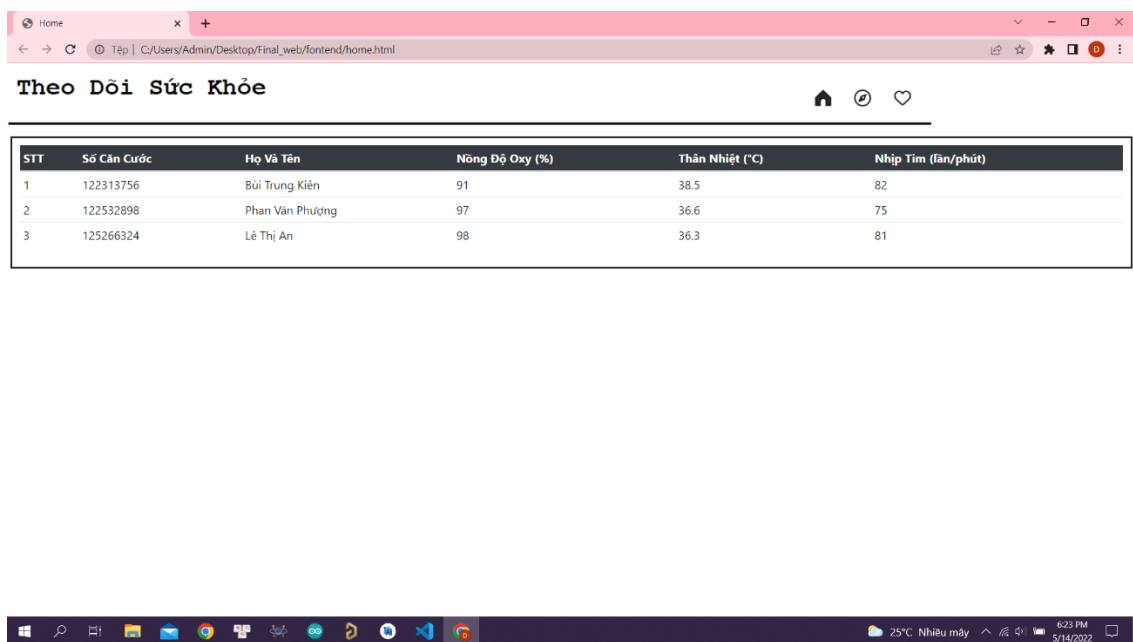 Home
Tệp | C:/Users/Admin/Desktop/Final_web/fontend/home.html
D
Theo Dõi Sức Khỏe
STT Số Căn Cước Họ Và Tên Nồng Độ Oxy (%) Thân Nhiệt (°C) Nhịp Tim (lần/phút)
1 122313756 Bùi Trung Kiên 91 38.5 82
2 122532898 Phan Văn Phượng 97 36.6 75
3 125266324 Lê Thị An 98 36.3 81
25°C Nhiều mây
6:23 PM
5/14/2022